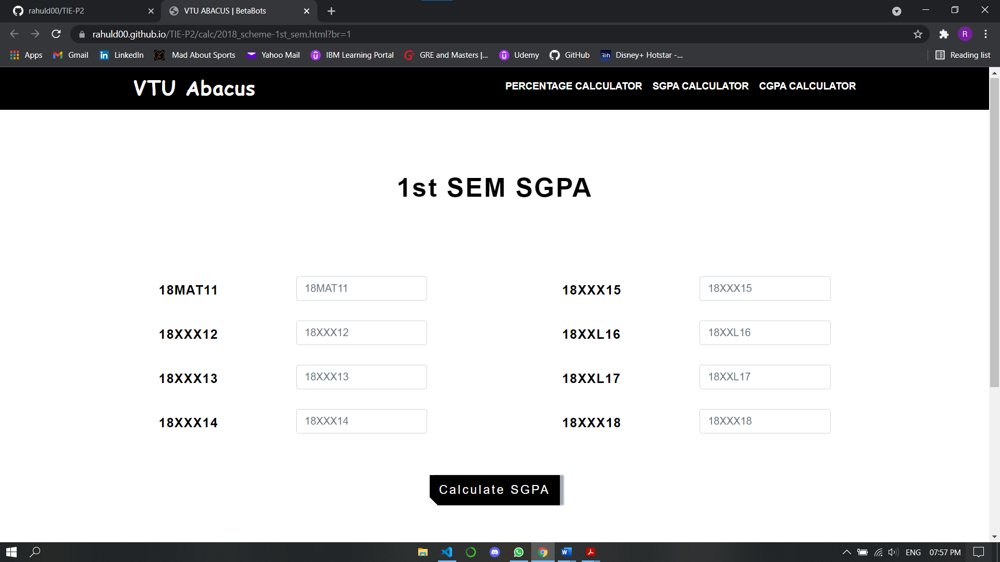 rahuld00/TIE-P2
VTU ABACUS | BetaBots
rahuld00.github.io/TIE-P2/calc/2018_scheme-1st_sem.html?br=1
R
Apps
Gmail
LinkedIn
Mad About Sports
Yahoo Mail
IBM Learning Portal
GRE and Masters |...
Udemy
GitHub
Disney+ Hotstar -...
Reading list
VTU Abacus
PERCENTAGE CALCULATOR SGPA CALCULATOR CGPA CALCULATOR
1st SEM SGPA
18MAT11 18MAT11 18XXX15 18XXX15
18XXX12 18XXX12 18XXL16 18XXL16
18XXX13 18XXX13 18XXL17 18XXL17
18XXX14 18XXX14 18XXX18 18XXX18
Calculate SGPA
ENG 07:57 PM